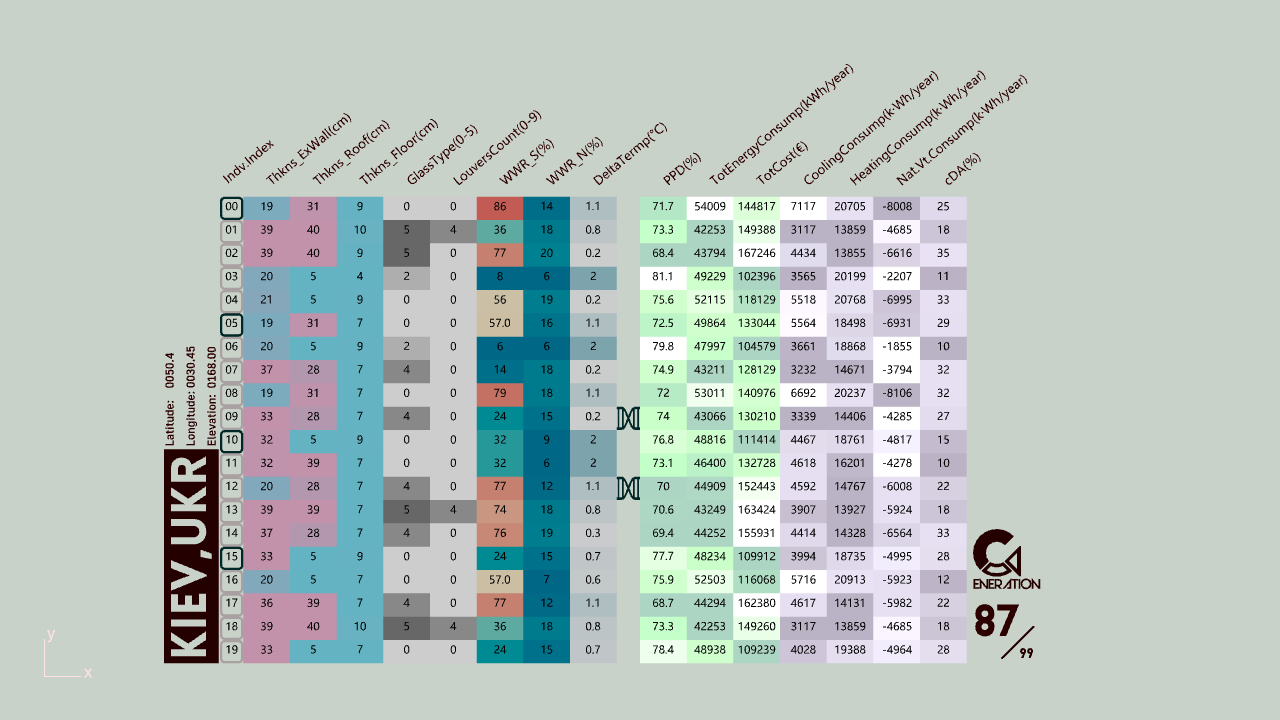 Indv.Index Thkns_ExWall(cm) Thkns_Roof(cm) Thkns_Floor(cm) GlassType(0-5) LouversCount(0-9) WWR_S(%) WWR_N(%) DeltaTermp(°C) PPD(%) TotEnergyConsump(kWh/year) TotCost(€) CoolingConsump(k·Wh/year) HeatingConsump(k·Wh/year) Nat.Vt.Consump(k·Wh/year) cDA(%)
00 19 31 9 0 0 86 14 1.1 71.7 54009 144817 7117 20705 -8008 25
01 39 40 10 5 4 36 18 0.8 73.3 42253 149388 3117 13859 -4685 18
02 39 40 9 5 0 77 20 0.2 68.4 43794 167246 4434 13855 -6616 35
03 20 5 4 2 0 8 6 2 81.1 49229 102396 3565 20199 -2207 11
04 21 5 9 0 0 56 19 0.2 75.6 52115 118129 5518 20768 -6995 33
05 19 31 7 0 0 57.0 16 1.1 72.5 49864 133044 5564 18498 -6931 29
06 20 5 9 2 0 6 6 2 79.8 47997 104579 3661 18868 -1855 10
07 37 28 7 4 0 14 18 0.2 74.9 43211 128129 3232 14671 -3794 32
08 19 31 7 0 0 79 18 1.1 72 53011 140976 6692 20237 -8106 32
09 33 28 7 4 0 24 15 0.2 74 43066 130210 3339 14406 -4285 27
10 32 5 9 0 0 32 9 2 76.8 48816 111414 4467 18761 -4817 15
11 32 39 7 0 0 32 6 2 73.1 46400 132728 4618 16201 -4278 10
12 20 28 7 4 0 77 12 1.1 70 44909 152443 4592 14767 -6008 22
13 39 39 7 5 4 74 18 0.8 70.6 43249 163424 3907 13927 -5924 18
14 37 28 7 4 0 76 19 0.3 69.4 44252 155931 4414 14328 -6564 33
15 33 5 9 0 0 24 15 0.7 77.7 48234 109912 3994 18735 -4995 28
16 20 5 7 0 0 57.0 7 0.6 75.9 52503 116068 5716 20913 -5923 12
17 36 39 7 4 0 77 12 1.1 68.7 44294 162380 4617 14131 -5982 22
18 39 40 10 5 4 36 18 0.8 73.3 42253 149260 3117 13859 -4685 18
19 33 5 7 0 0 24 15 0.7 78.4 48938 109239 4028 19388 -4964 28
Latitude: 0050.4
Longitude: 0030.45
Elevation: 0168.00
KIEV,UKR
G
ENERATION
87/99
y
x